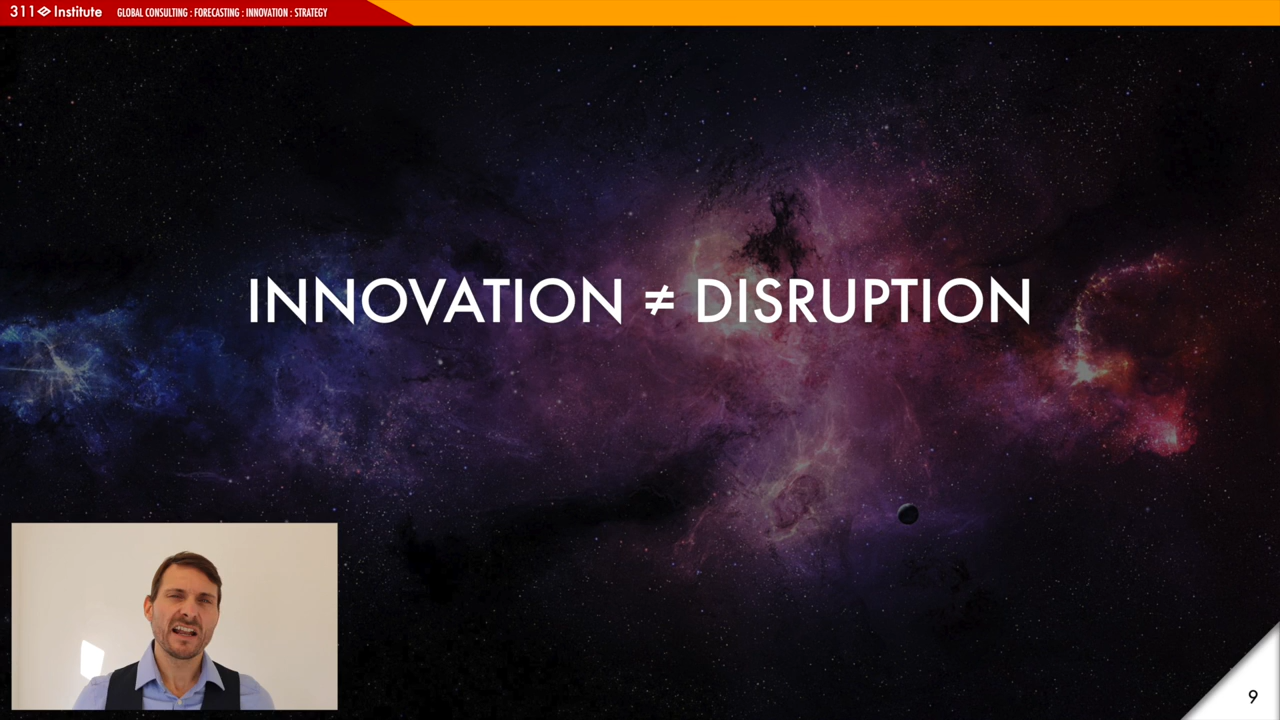 311 Institute GLOBAL CONSULTING : FORECASTING : INNOVATION : STRATEGY
INNOVATION ≠ DISRUPTION
9